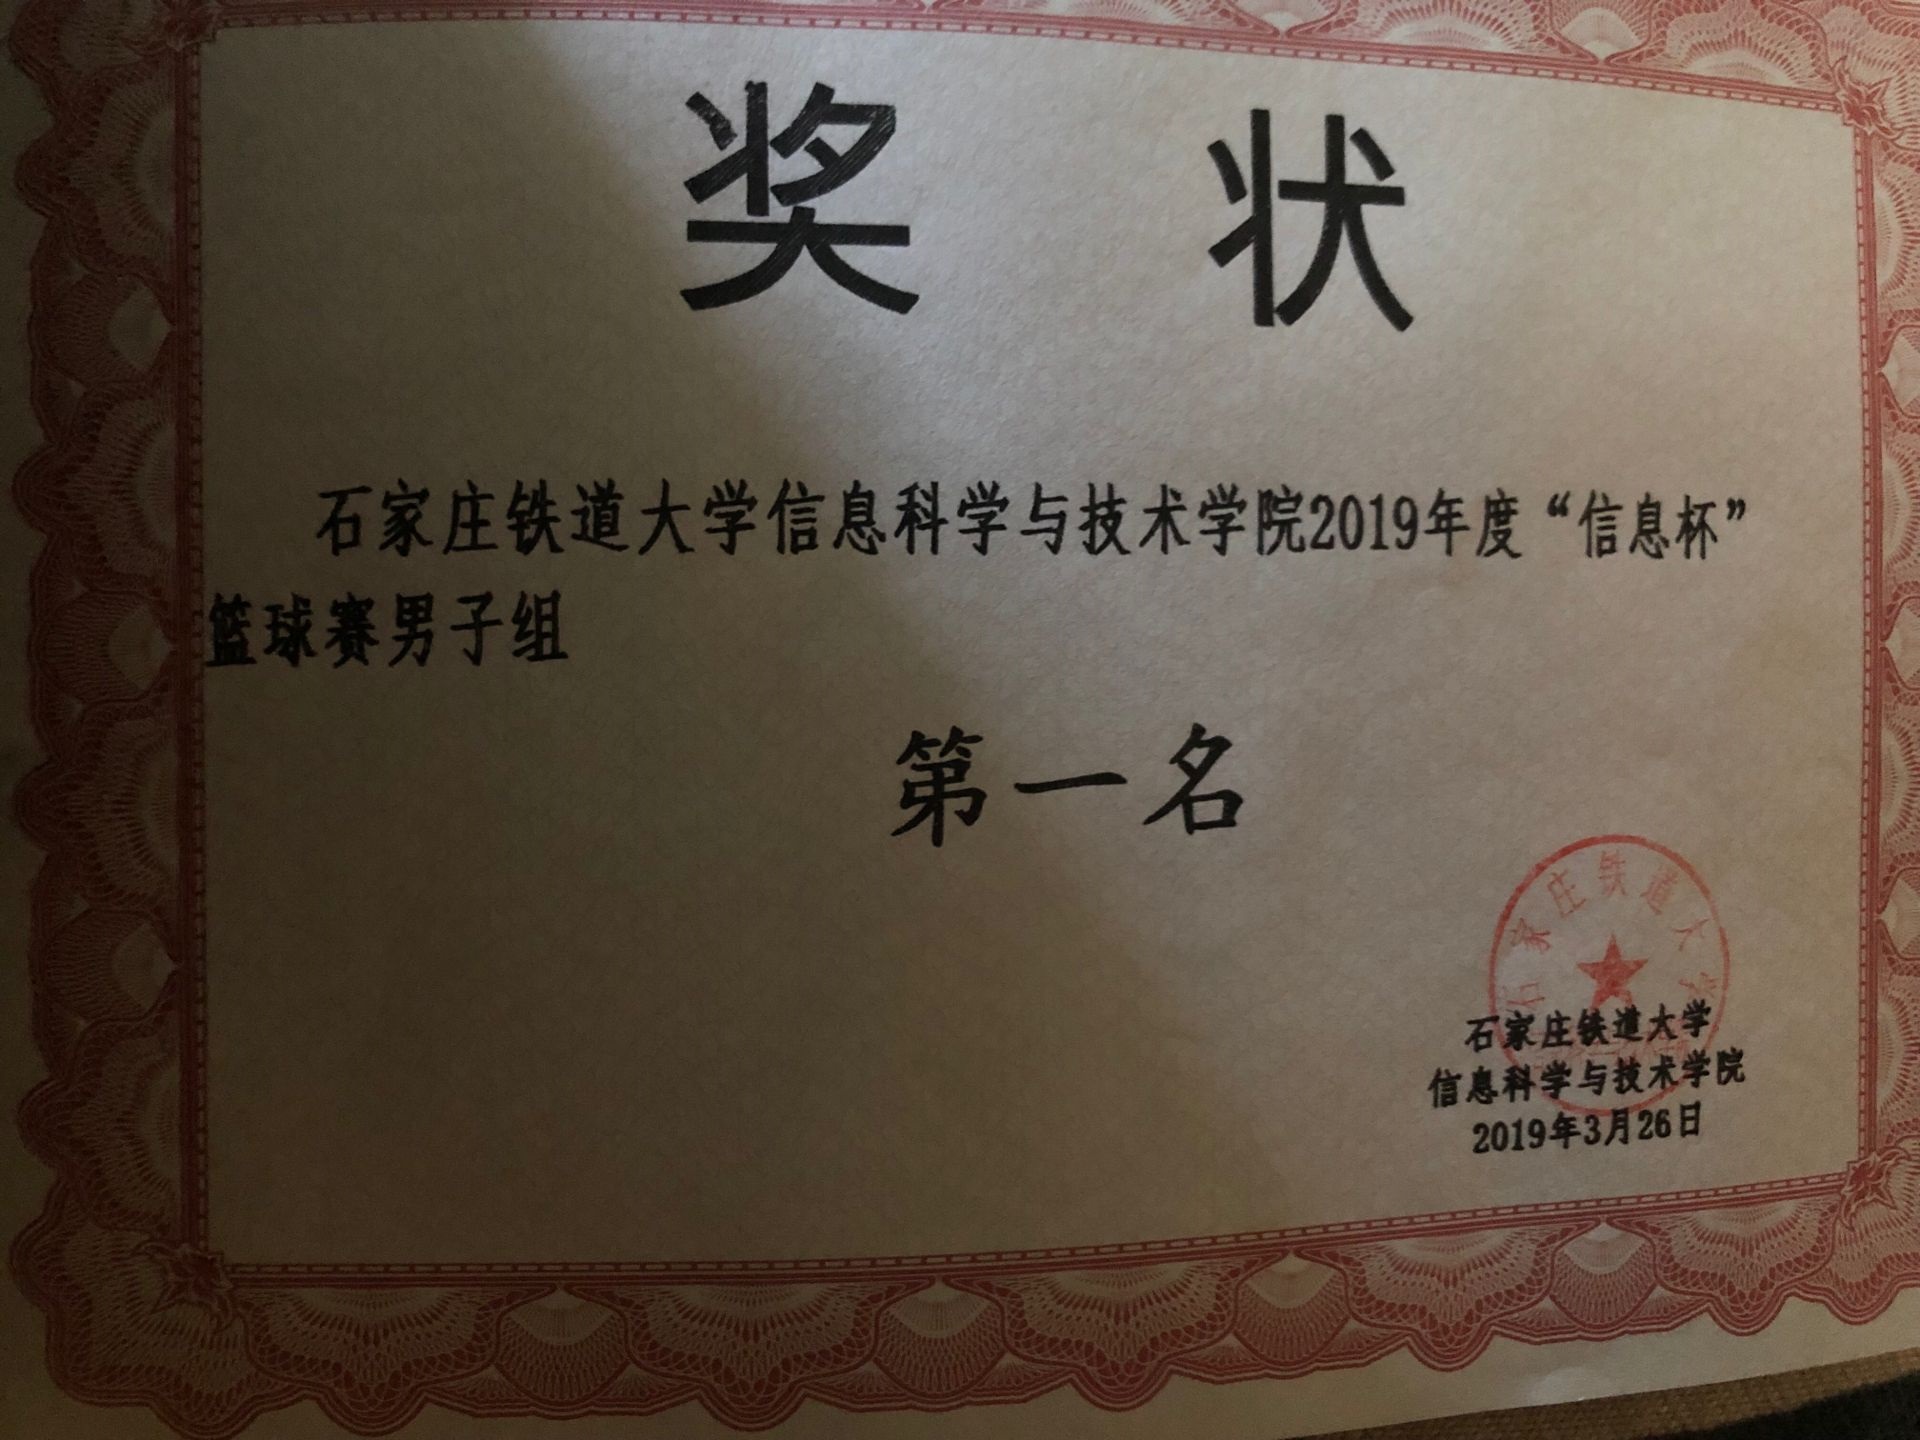 奖 状
石家庄铁道大学信息科学与技术学院2019年度“信息杯”
篮球赛男子组
第一名
石家庄铁道大学
石家庄铁道大学
信息科学与技术学院
2019年3月26日